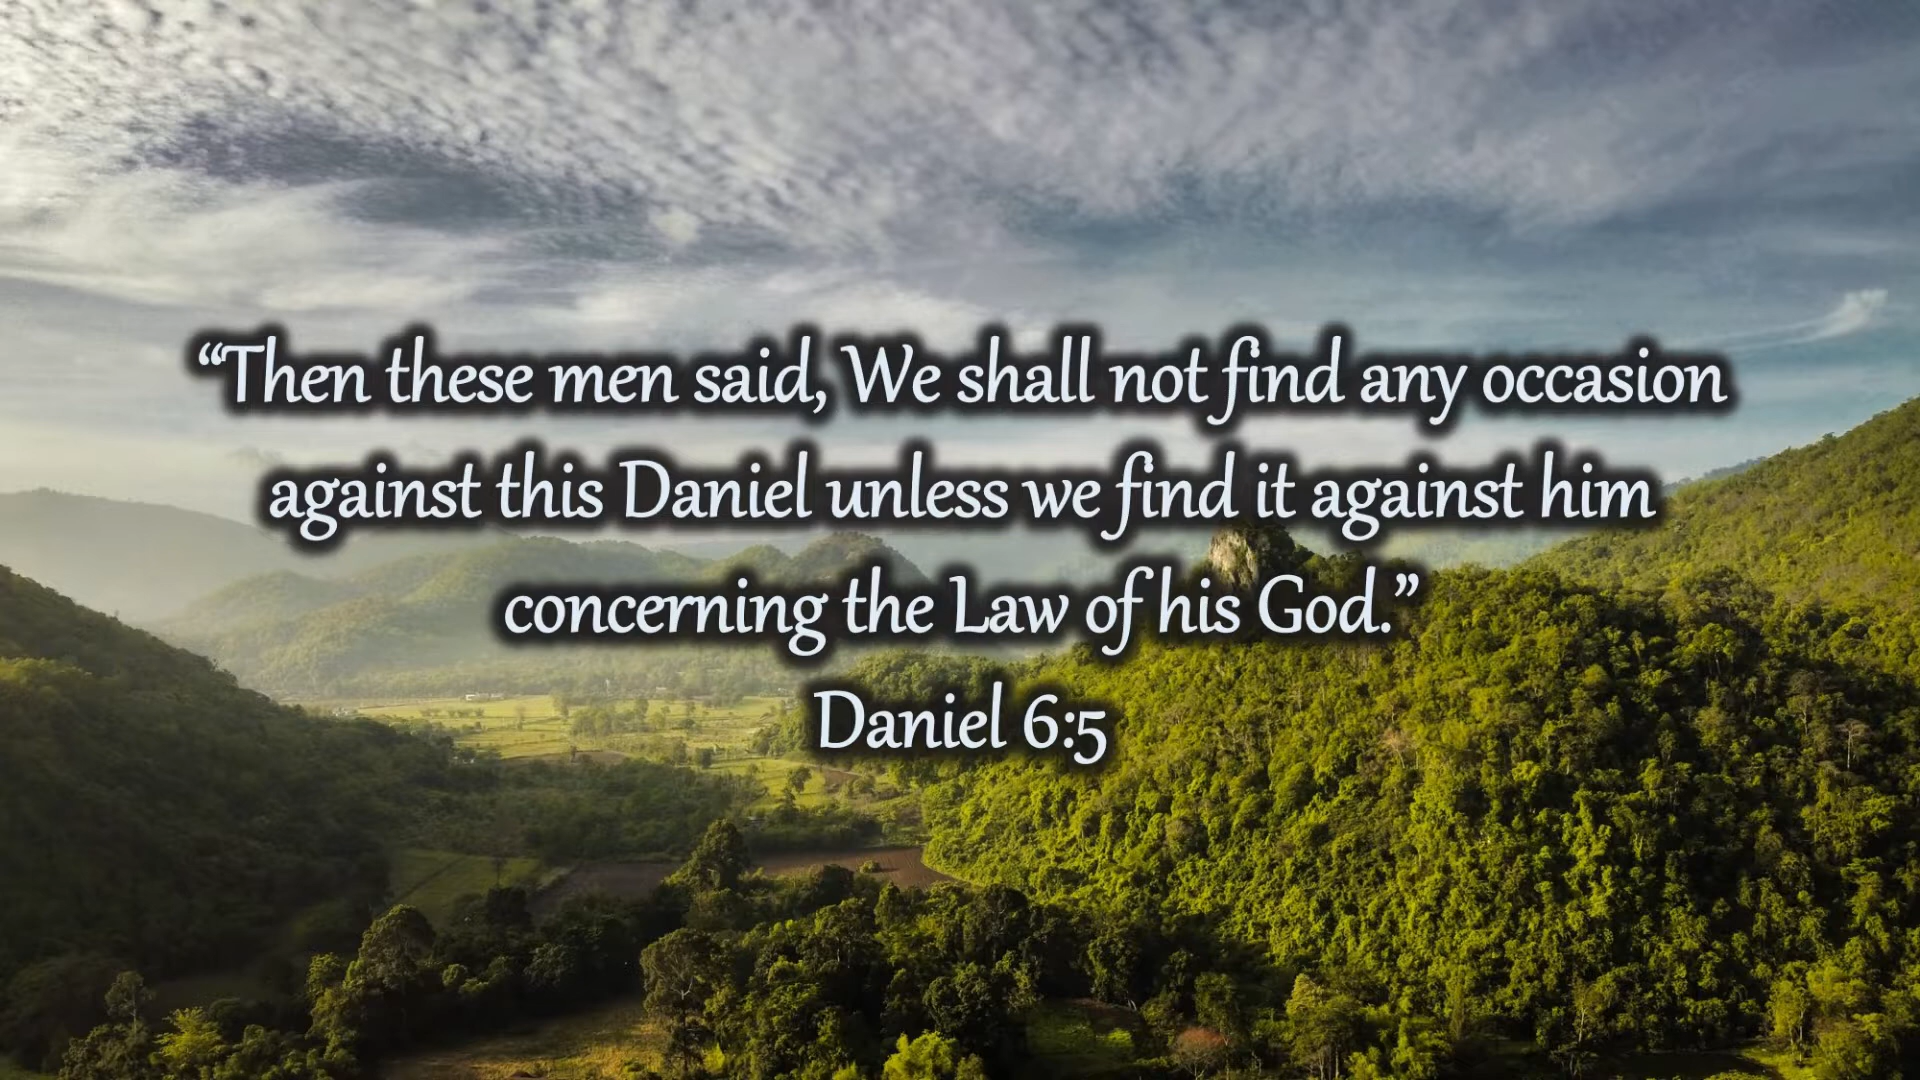 “Then these men said, We shall not find any occasion
against this Daniel unless we find it against him
concerning the Law of his God.”
Daniel 6:5